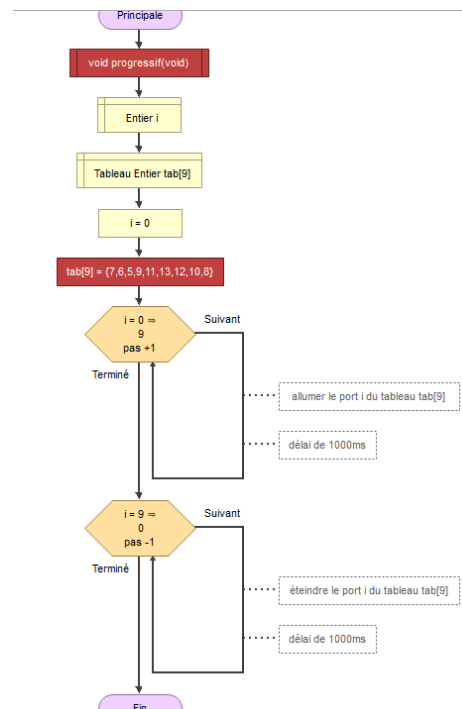 Principale
void progressif(void)
Entier i
Tableau Entier tab[9]
i = 0
tab[9] = {7,6,5,9,11,13,12,10,8}
i = 0 ⇒
9
pas +1
Suivant
Terminé
allumer le port i du tableau tab[9]
délai de 1000ms
i = 9 ⇒
0
pas -1
Suivant
Terminé
éteindre le port i du tableau tab[9]
délai de 1000ms
Fin